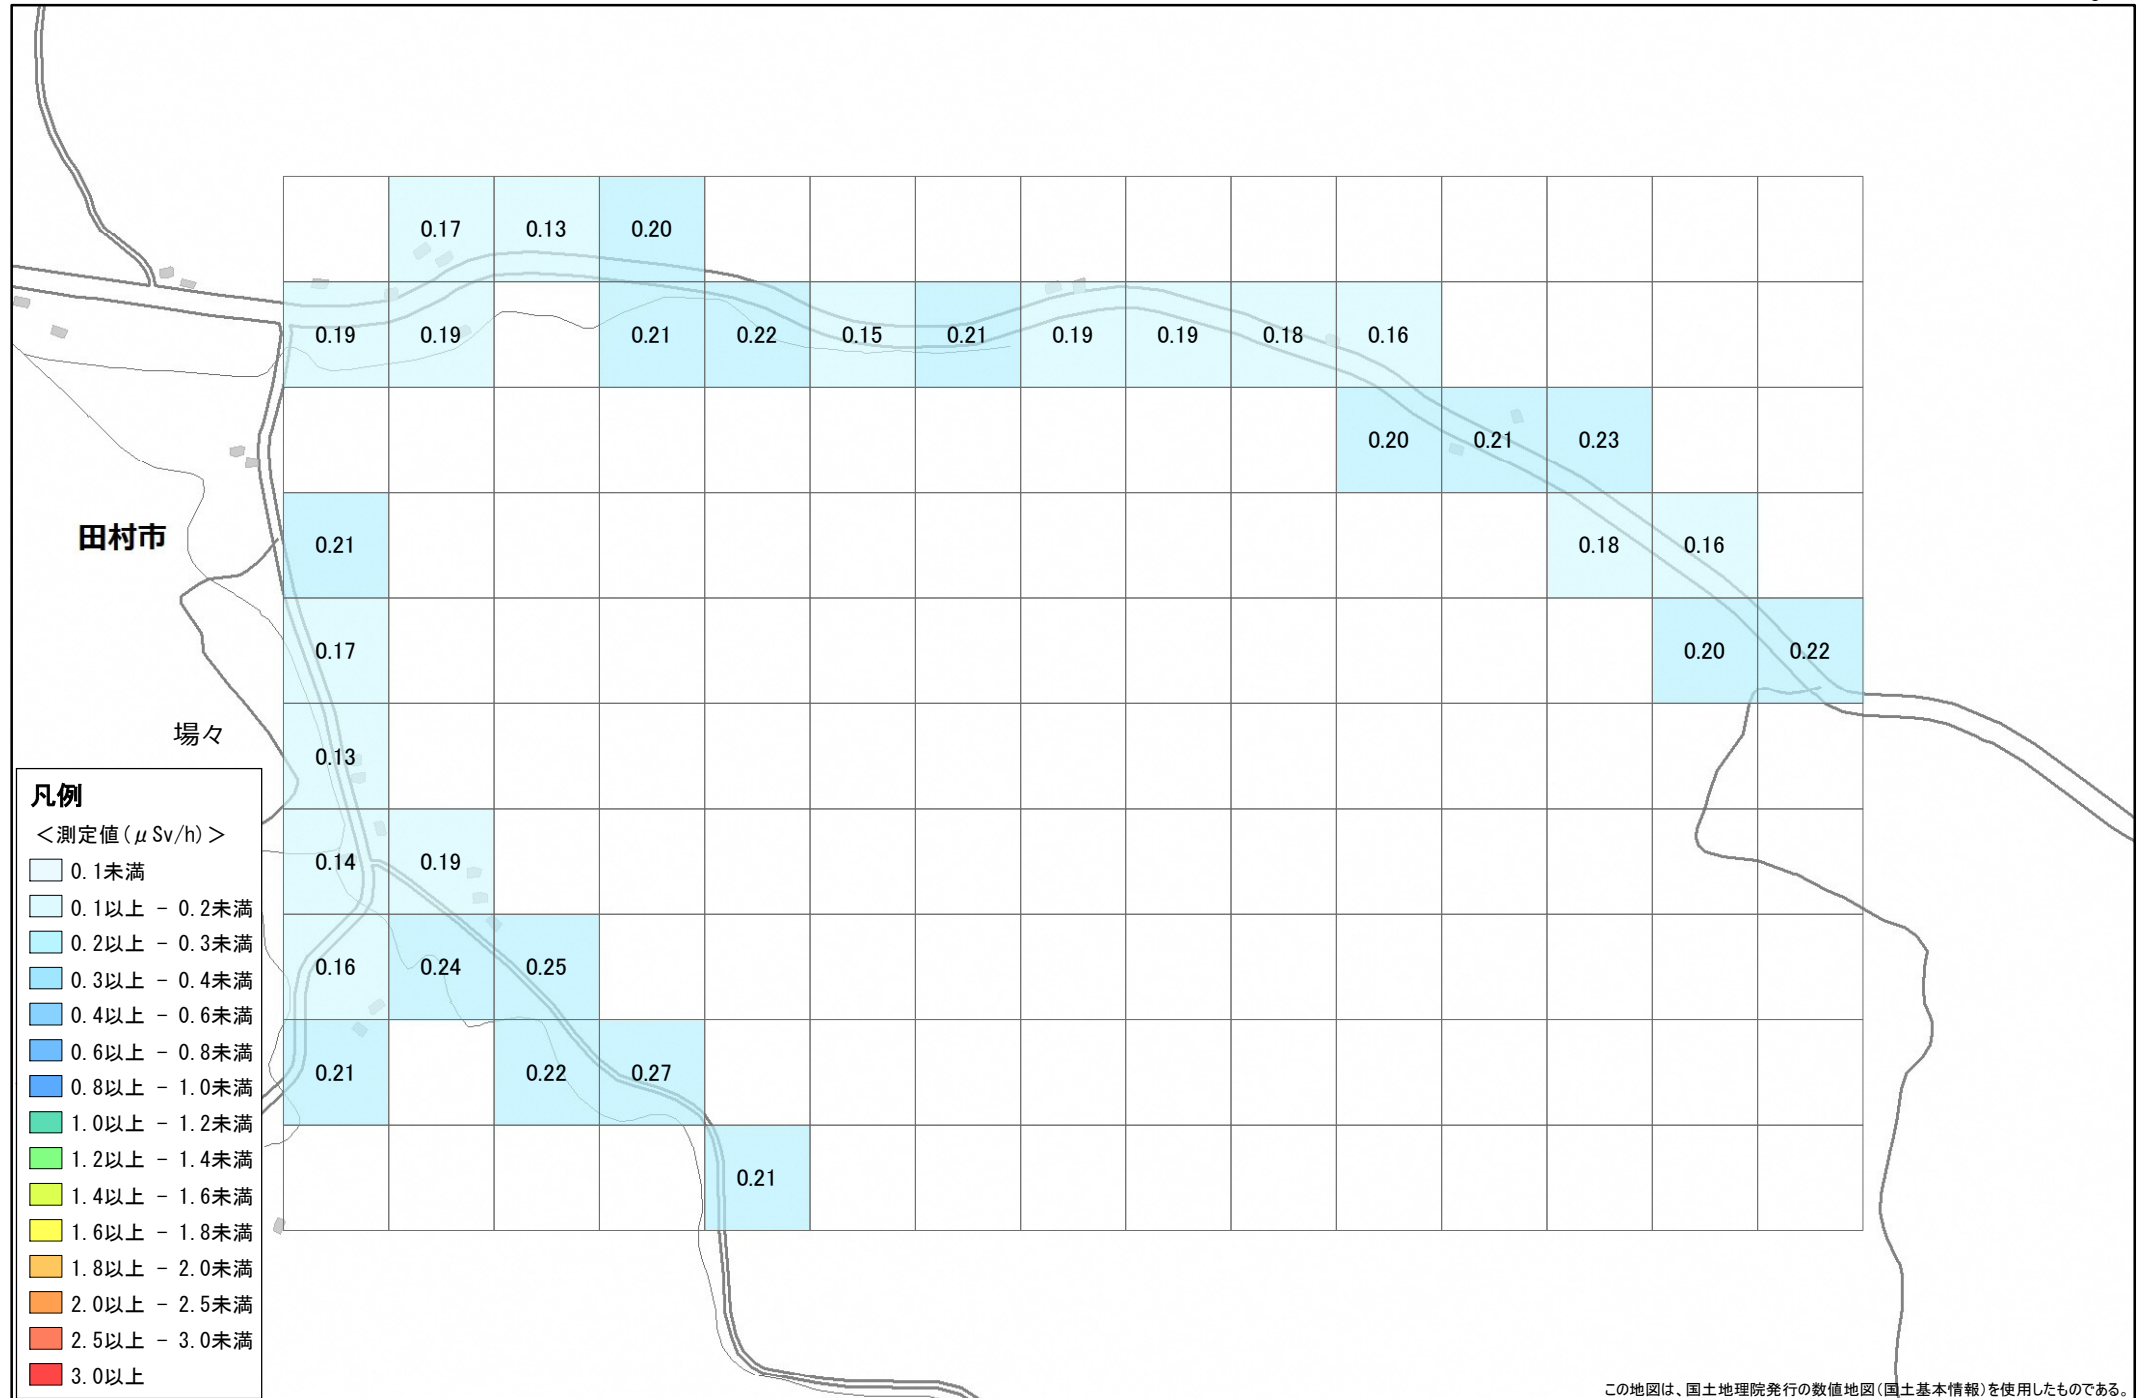 0.17 0.13 0.20
0.19 0.19 0.21 0.22 0.15 0.21 0.19 0.19 0.18 0.16
0.20 0.21 0.23
田村市
0.21 0.18 0.16
0.17 0.20 0.22
場々
0.13
0.14 0.19
0.16 0.24 0.25
0.21 0.22 0.27
0.21
凡例
＜測定値(μSv/h)＞
0.1未満
0.1以上 - 0.2未満
0.2以上 - 0.3未満
0.3以上 - 0.4未満
0.4以上 - 0.6未満
0.6以上 - 0.8未満
0.8以上 - 1.0未満
1.0以上 - 1.2未満
1.2以上 - 1.4未満
1.4以上 - 1.6未満
1.6以上 - 1.8未満
1.8以上 - 2.0未満
2.0以上 - 2.5未満
2.5以上 - 3.0未満
3.0以上
この地図は、国土地理院発行の数値地図(国土基本情報)を使用したものである。